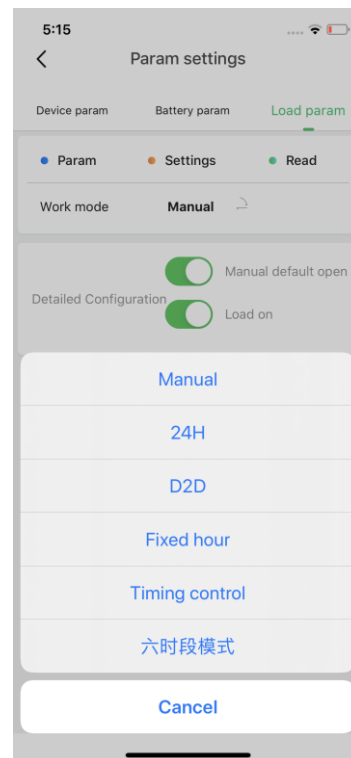 5:15
Param settings
Device param Battery param Load param
Param Settings Read
Work mode Manual
Manual default open
Detailed Configuration
Load on
Manual
24H
D2D
Fixed hour
Timing control
六时段模式
Cancel